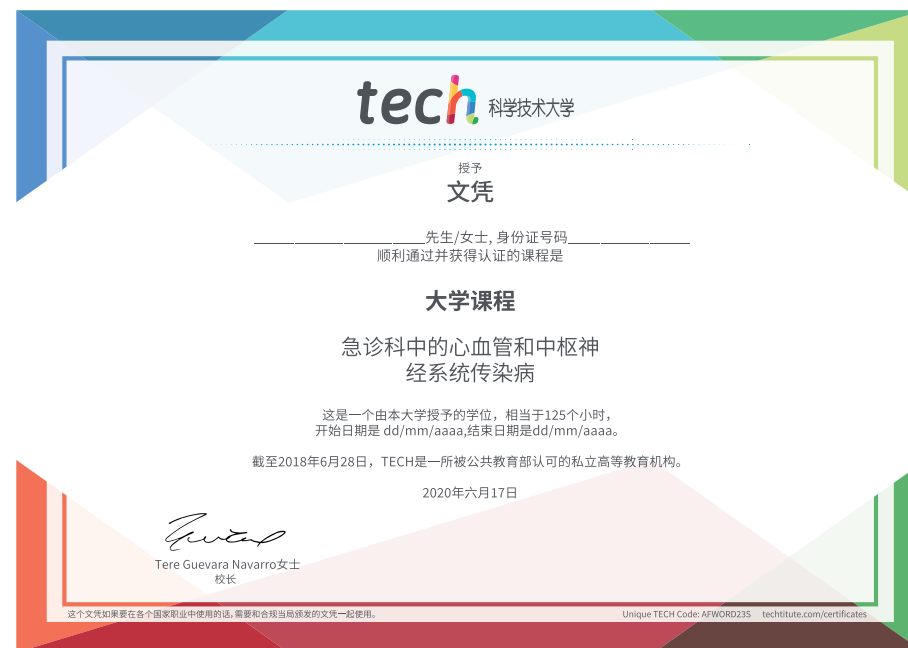 tech 科学技术大学
授予
文凭
先生/女士, 身份证号码
顺利通过并获得认证的课程是
大学课程
急诊科中的心血管和中枢神
经系统传染病
这是一个由本大学授予的学位，相当于125个小时，
开始日期是 dd/mm/aaaa,结束日期是dd/mm/aaaa。
截至2018年6月28日，TECH是一所被公共教育部认可的私立高等教育机构。
2020年六月17日
Tere Guevara Navarro女士
校长
这个文凭如果要在各个国家职业中使用的话,需要和合规当局颁发的文凭一起使用。
Unique TECH Code: AFWORD23S techtitute.com/certificates